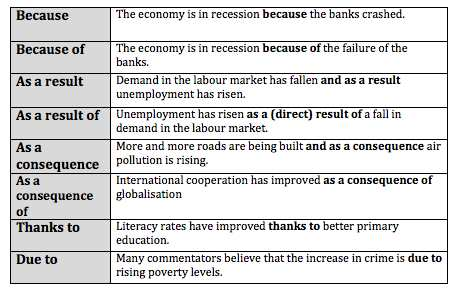 Because
The economy is in recession because the banks crashed.
Because of
The economy is in recession because of the failure of the
banks.
As a result
Demand in the labour market has fallen and as a result
unemployment has risen.
As a result of
Unemployment has risen as a (direct) result of a fall in
demand in the labour market.
As a
consequence
More and more roads are being built and as a consequence air
pollution is rising.
As a
consequence
of
International cooperation has improved as a consequence of
globalisation
Thanks to
Literacy rates have improved thanks to better primary
education.
Due to
Many commentators believe that the increase in crime is due to
rising poverty levels.